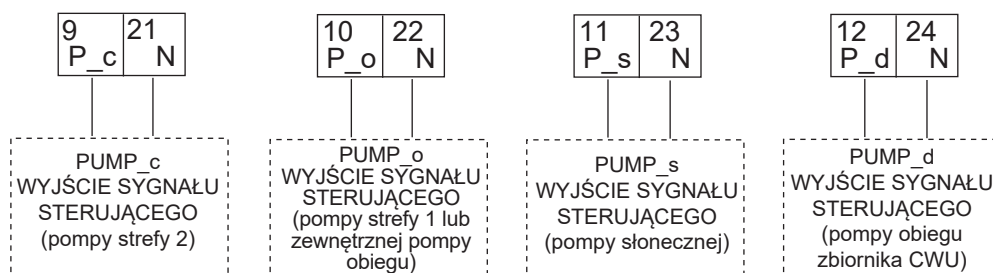 9 21
P_c N
PUMP_c
WYJŚCIE SYGNAŁU
STERUJĄCEGO
(pompy strefy 2)
10 22
P_o N
PUMP_o
WYJŚCIE SYGNAŁU
STERUJĄCEGO
(pompy strefy 1 lub
zewnętrznej pompy
obiegu)
11 23
P_s N
PUMP_s
WYJŚCIE SYGNAŁU
STERUJĄCEGO
(pompy słonecznej)
12 24
P_d N
PUMP_d
WYJŚCIE SYGNAŁU
STERUJĄCEGO
(pompy obiegu
zbiornika CWU)